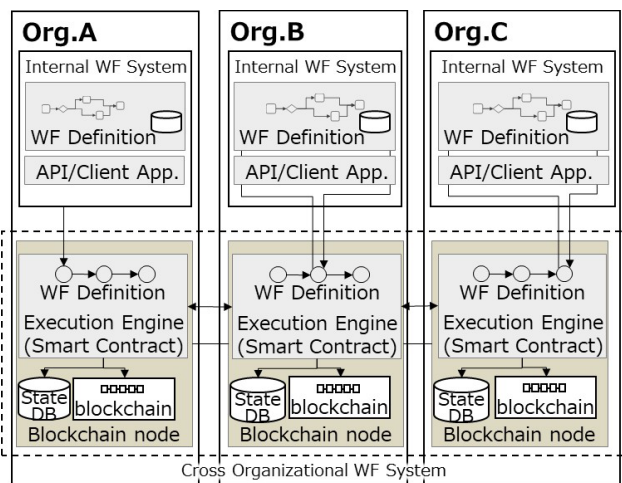 Org.A
Internal WF System
WF Definition
API/Client App.
WF Definition
Execution Engine
(Smart Contract)
State
DB
blockchain
Blockchain node
Org.B
Internal WF System
WF Definition
API/Client App.
WF Definition
Execution Engine
(Smart Contract)
State
DB
blockchain
Blockchain node
Org.C
Internal WF System
WF Definition
API/Client App.
WF Definition
Execution Engine
(Smart Contract)
State
DB
blockchain
Blockchain node
Cross Organizational WF System